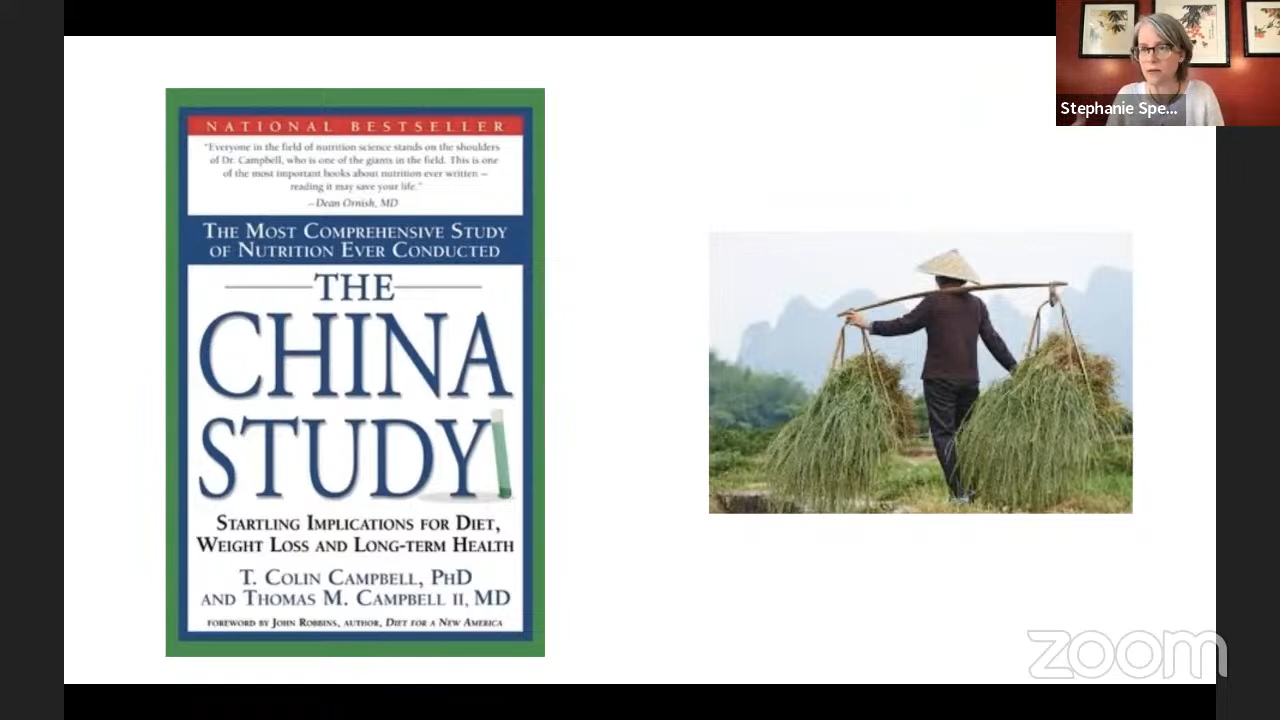 NATIONAL BESTSELLER
"Everyone in the field of nutrition science stands on the shoulders
of Dr. Campbell, who is one of the giants in the field. This is one
of the most important books about nutrition ever written –
reading it may save your life."
–Dean Ornish, MD
THE MOST COMPREHENSIVE STUDY
OF NUTRITION EVER CONDUCTED
THE
CHINA
STUDY
STARTLING IMPLICATIONS FOR DIET,
WEIGHT LOSS AND LONG-TERM HEALTH
T. COLIN CAMPBELL, PHD
AND THOMAS M. CAMPBELL II, MD
FOREWORD BY JOHN ROBBINS, AUTHOR, DIET FOR A NEW AMERICA
Stephanie Spe...
zoom